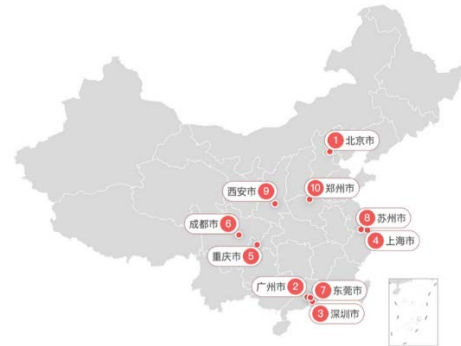 1 北京市
西安市 9
10 郑州市
成都市 6
8 苏州市
4 上海市
重庆市 5
广州市 2
7 东莞市
3 深圳市